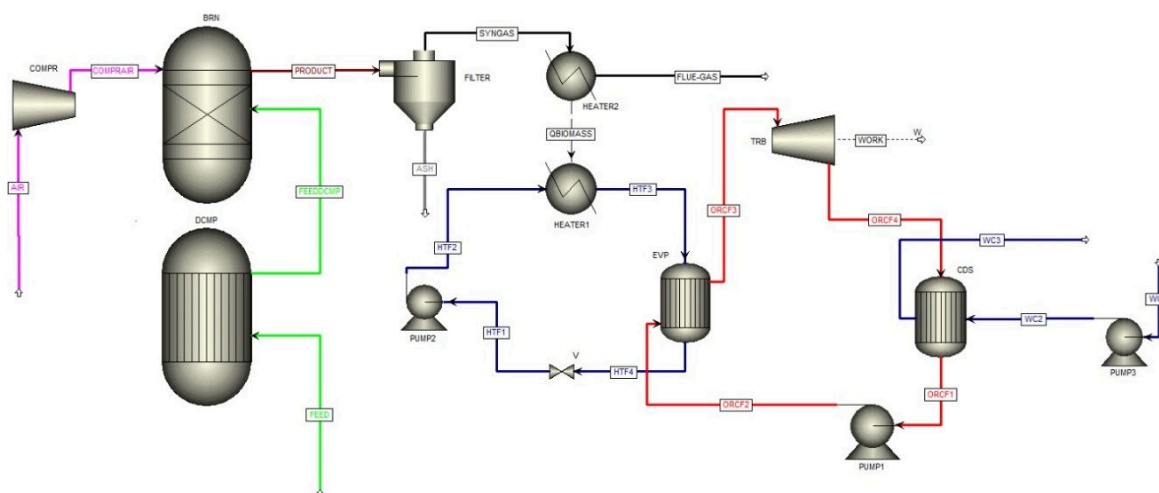 BRN
COMPR
COMPRAIR
PRODUCT
SYNGAS
FILTER
FLUE-GAS
HEATER2
QBIOMASS
TRB
WORK
W
ASH
AIR
FEEDDCMP
HTF3
HEATER1
ORCF3
ORCF4
DCMP
WC3
HTF2
EVP
CDS
PUMP2
HTF1
V
HTF4
WC2
PUMP3
ORCF2
ORCF1
FEED
PUMP1